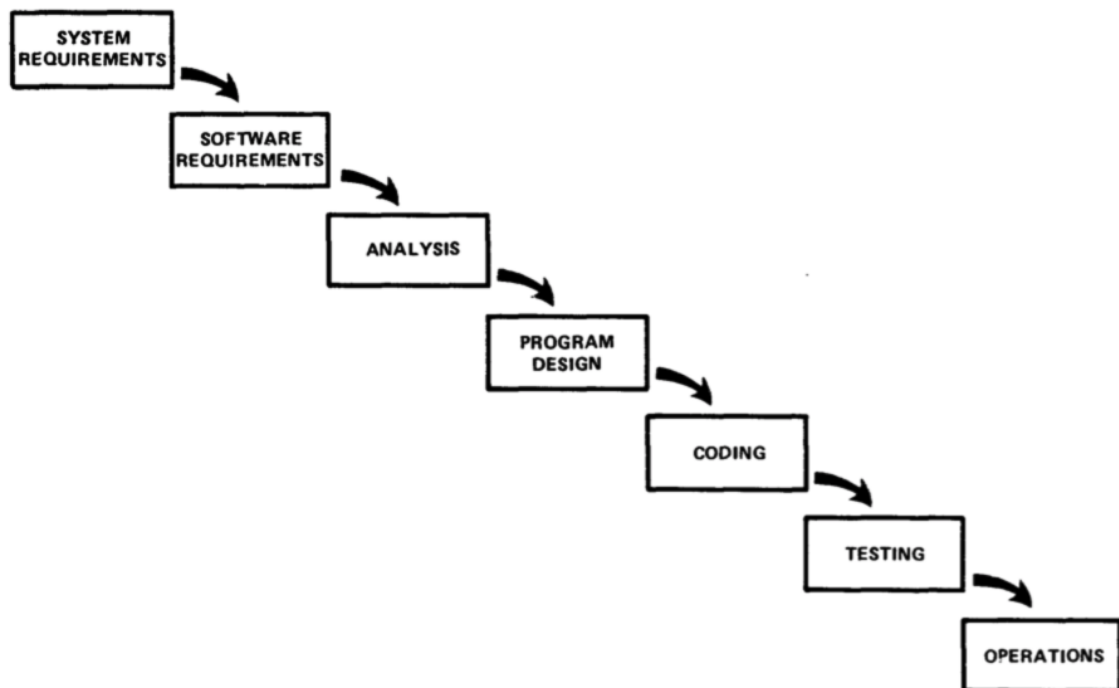 SYSTEM
REQUIREMENTS
SOFTWARE
REQUIREMENTS
ANALYSIS
PROGRAM
DESIGN
CODING
TESTING
OPERATIONS